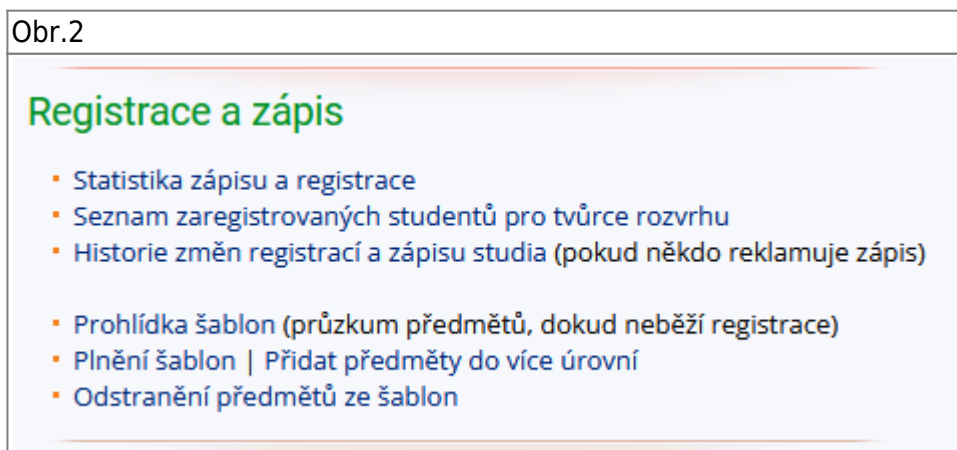 Obr.2
Registrace a zápis
Statistika zápisu a registrace
Seznam zaregistrovaných studentů pro tvůrce rozvrhu
Historie změn registrací a zápisu studia (pokud někdo reklamuje zápis)
Prohlídka šablon (průzkum předmětů, dokud neběží registrace)
Plnění šablon | Přidat předměty do více úrovní
Odstranění předmětů ze šablon